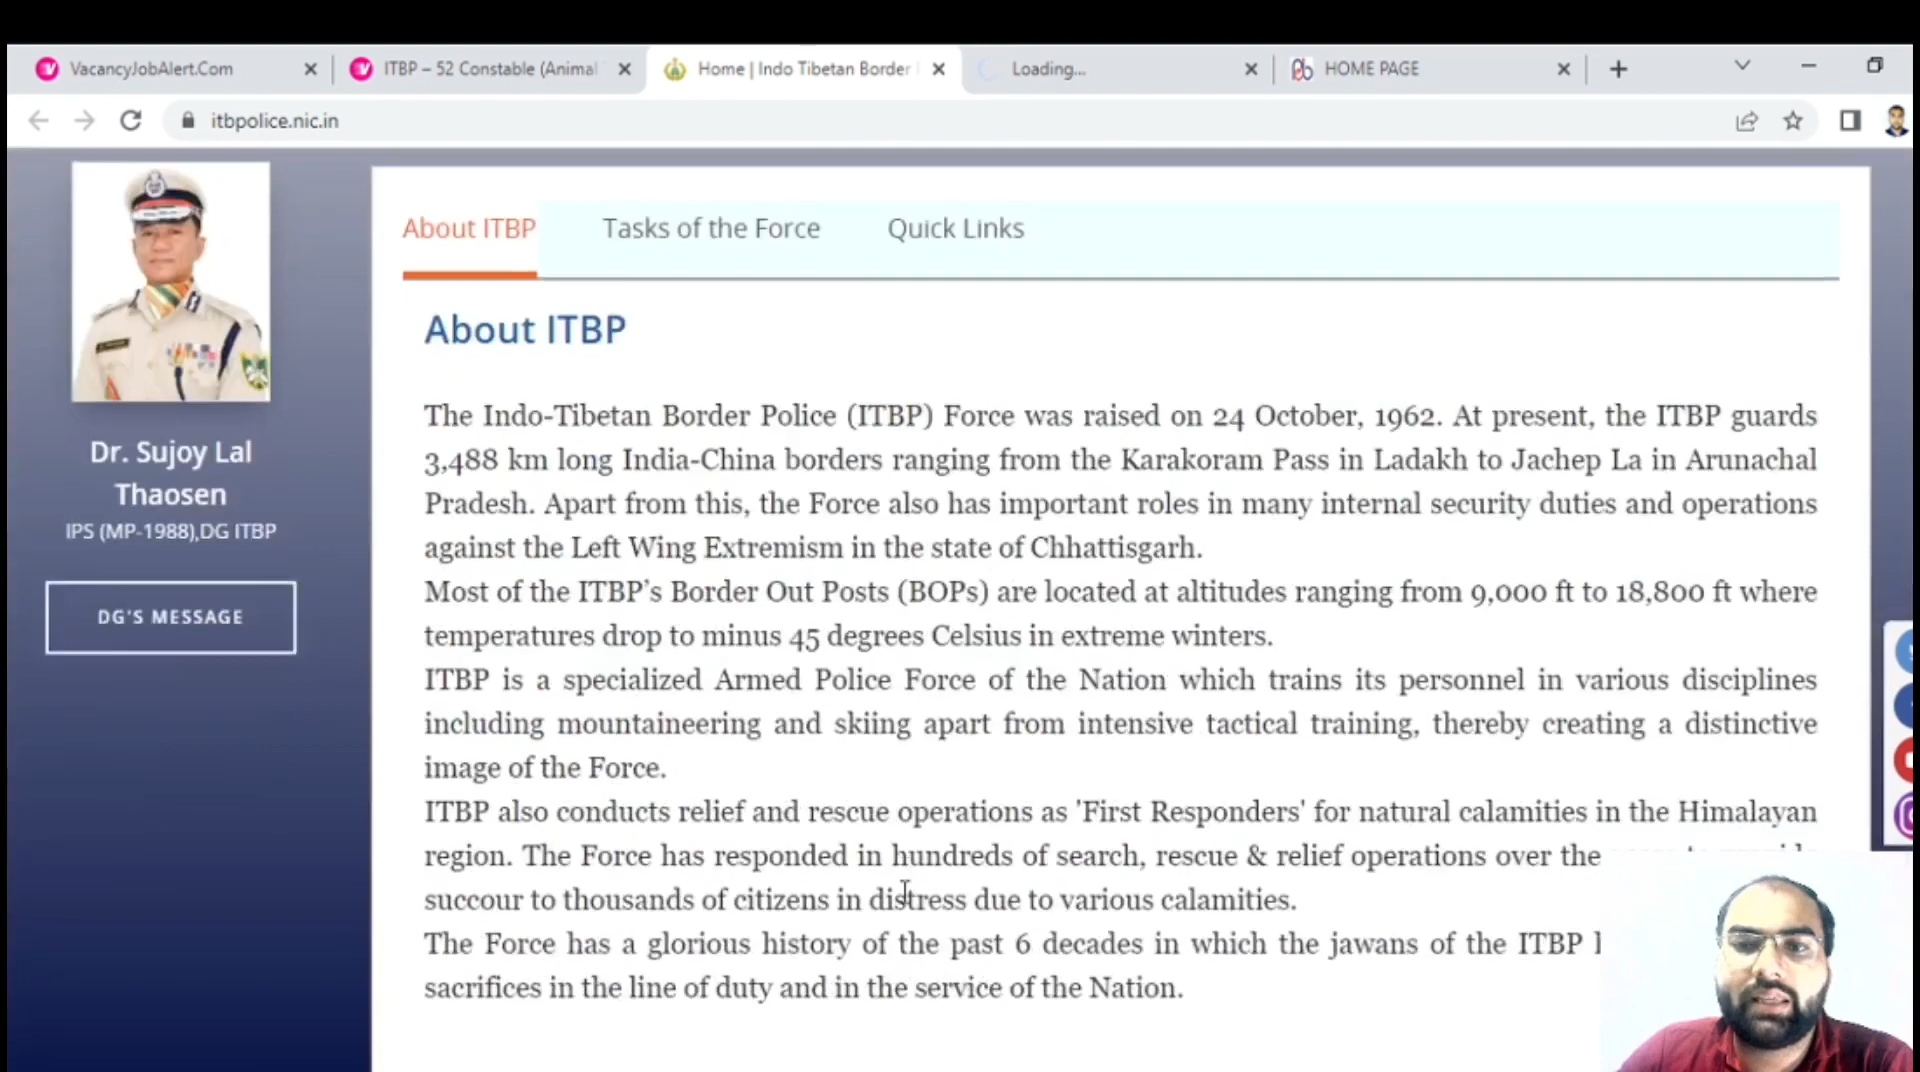 VacancyJobAlert.Com
ITBP – 52 Constable (Animal
Home | Indo Tibetan Border
Loading...
HOME PAGE
itbpolice.nic.in
Dr. Sujoy Lal
Thaosen
IPS (MP-1988),DG ITBP
DG'S MESSAGE
About ITBP
Tasks of the Force
Quick Links
About ITBP
The Indo-Tibetan Border Police (ITBP) Force was raised on 24 October, 1962. At present, the ITBP guards
3,488 km long India-China borders ranging from the Karakoram Pass in Ladakh to Jachep La in Arunachal
Pradesh. Apart from this, the Force also has important roles in many internal security duties and operations
against the Left Wing Extremism in the state of Chhattisgarh.
Most of the ITBP’s Border Out Posts (BOPs) are located at altitudes ranging from 9,000 ft to 18,800 ft where
temperatures drop to minus 45 degrees Celsius in extreme winters.
ITBP is a specialized Armed Police Force of the Nation which trains its personnel in various disciplines
including mountaineering and skiing apart from intensive tactical training, thereby creating a distinctive
image of the Force.
ITBP also conducts relief and rescue operations as 'First Responders' for natural calamities in the Himalayan
region. The Force has responded in hundreds of search, rescue & relief operations over the
succour to thousands of citizens in distress due to various calamities.
The Force has a glorious history of the past 6 decades in which the jawans of the ITBP
sacrifices in the line of duty and in the service of the Nation.